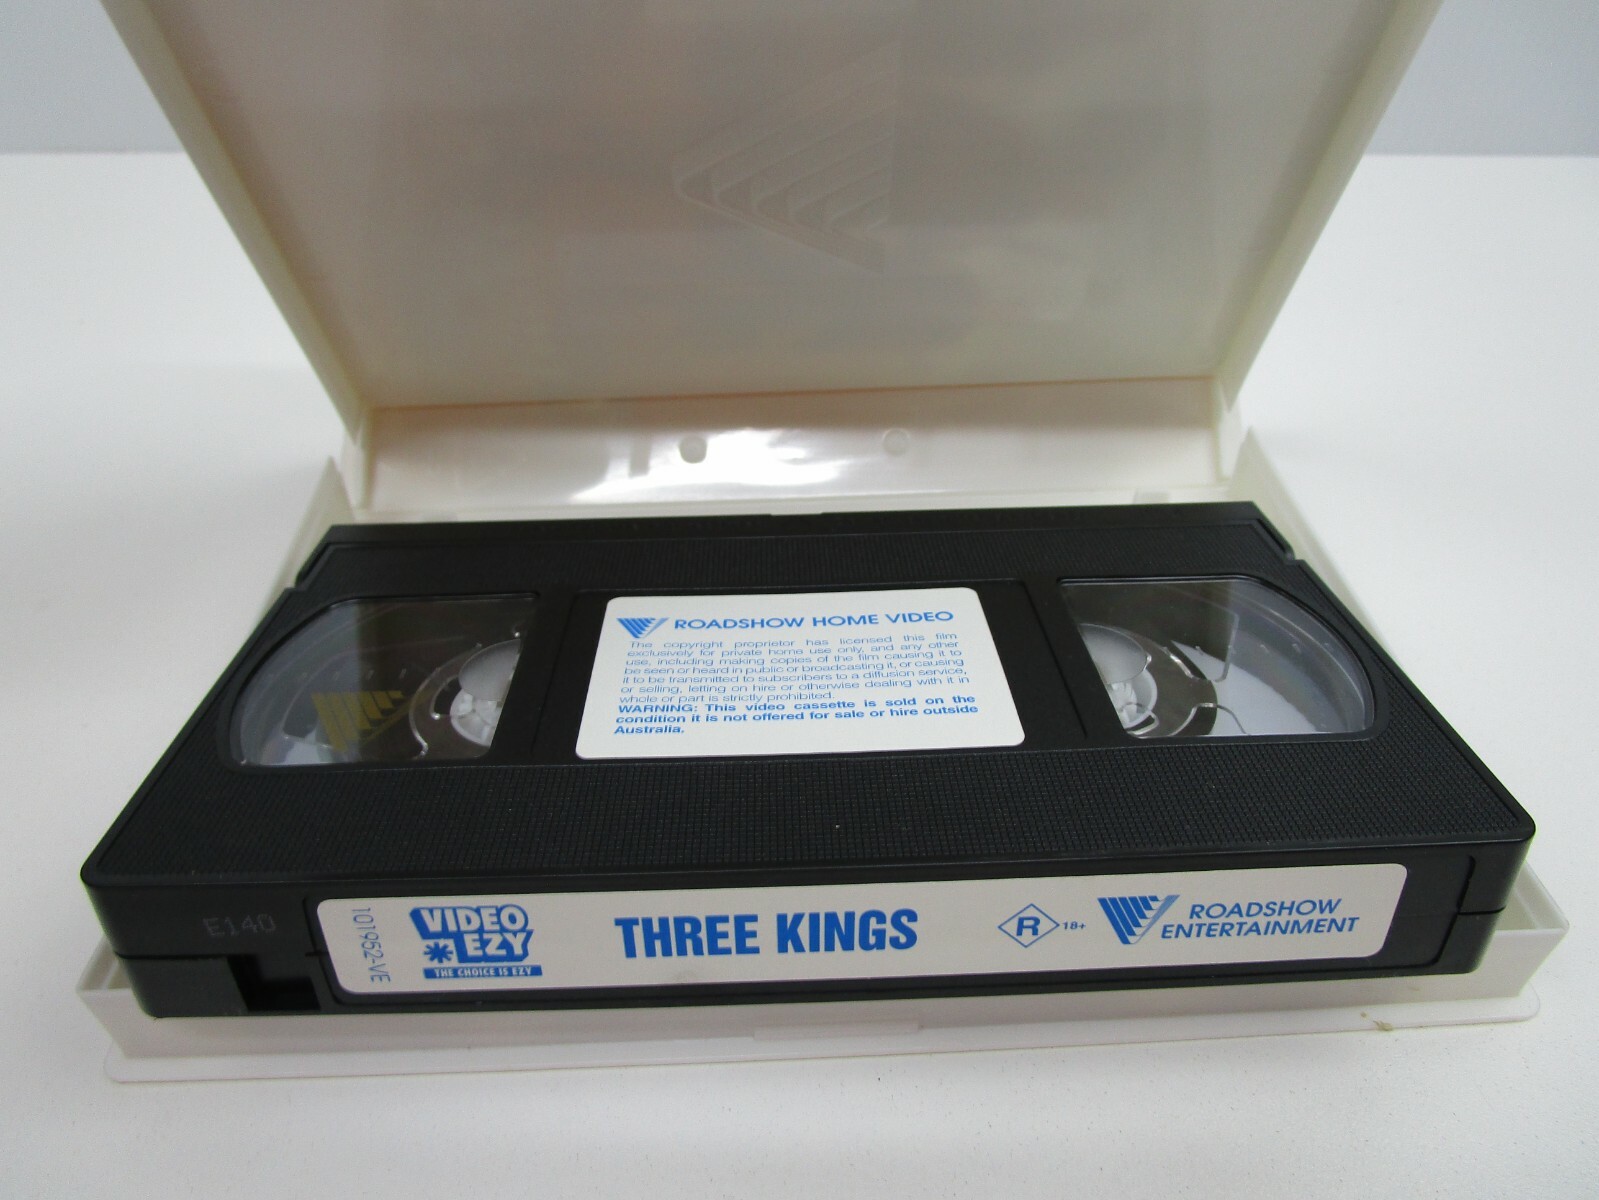 ROADSHOW HOME VIDEO
The copyright proprietor has licensed this film
exclusively for private home use only, and any other
use, including making copies of the film causing it to
be seen or heard in public or broadcasting it, or causing
it to be transmitted to subscribers to a diffusion service,
or selling, letting on hire or otherwise dealing with it in
whole or part is strictly prohibited.
WARNING: This video cassette is sold on the
condition it is not offered for sale or hire outside
Australia.
E140
101952-VE
VIDEO
EZY
THE CHOICE IS EZY
THREE KINGS
R 18+
ROADSHOW
ENTERTAINMENT